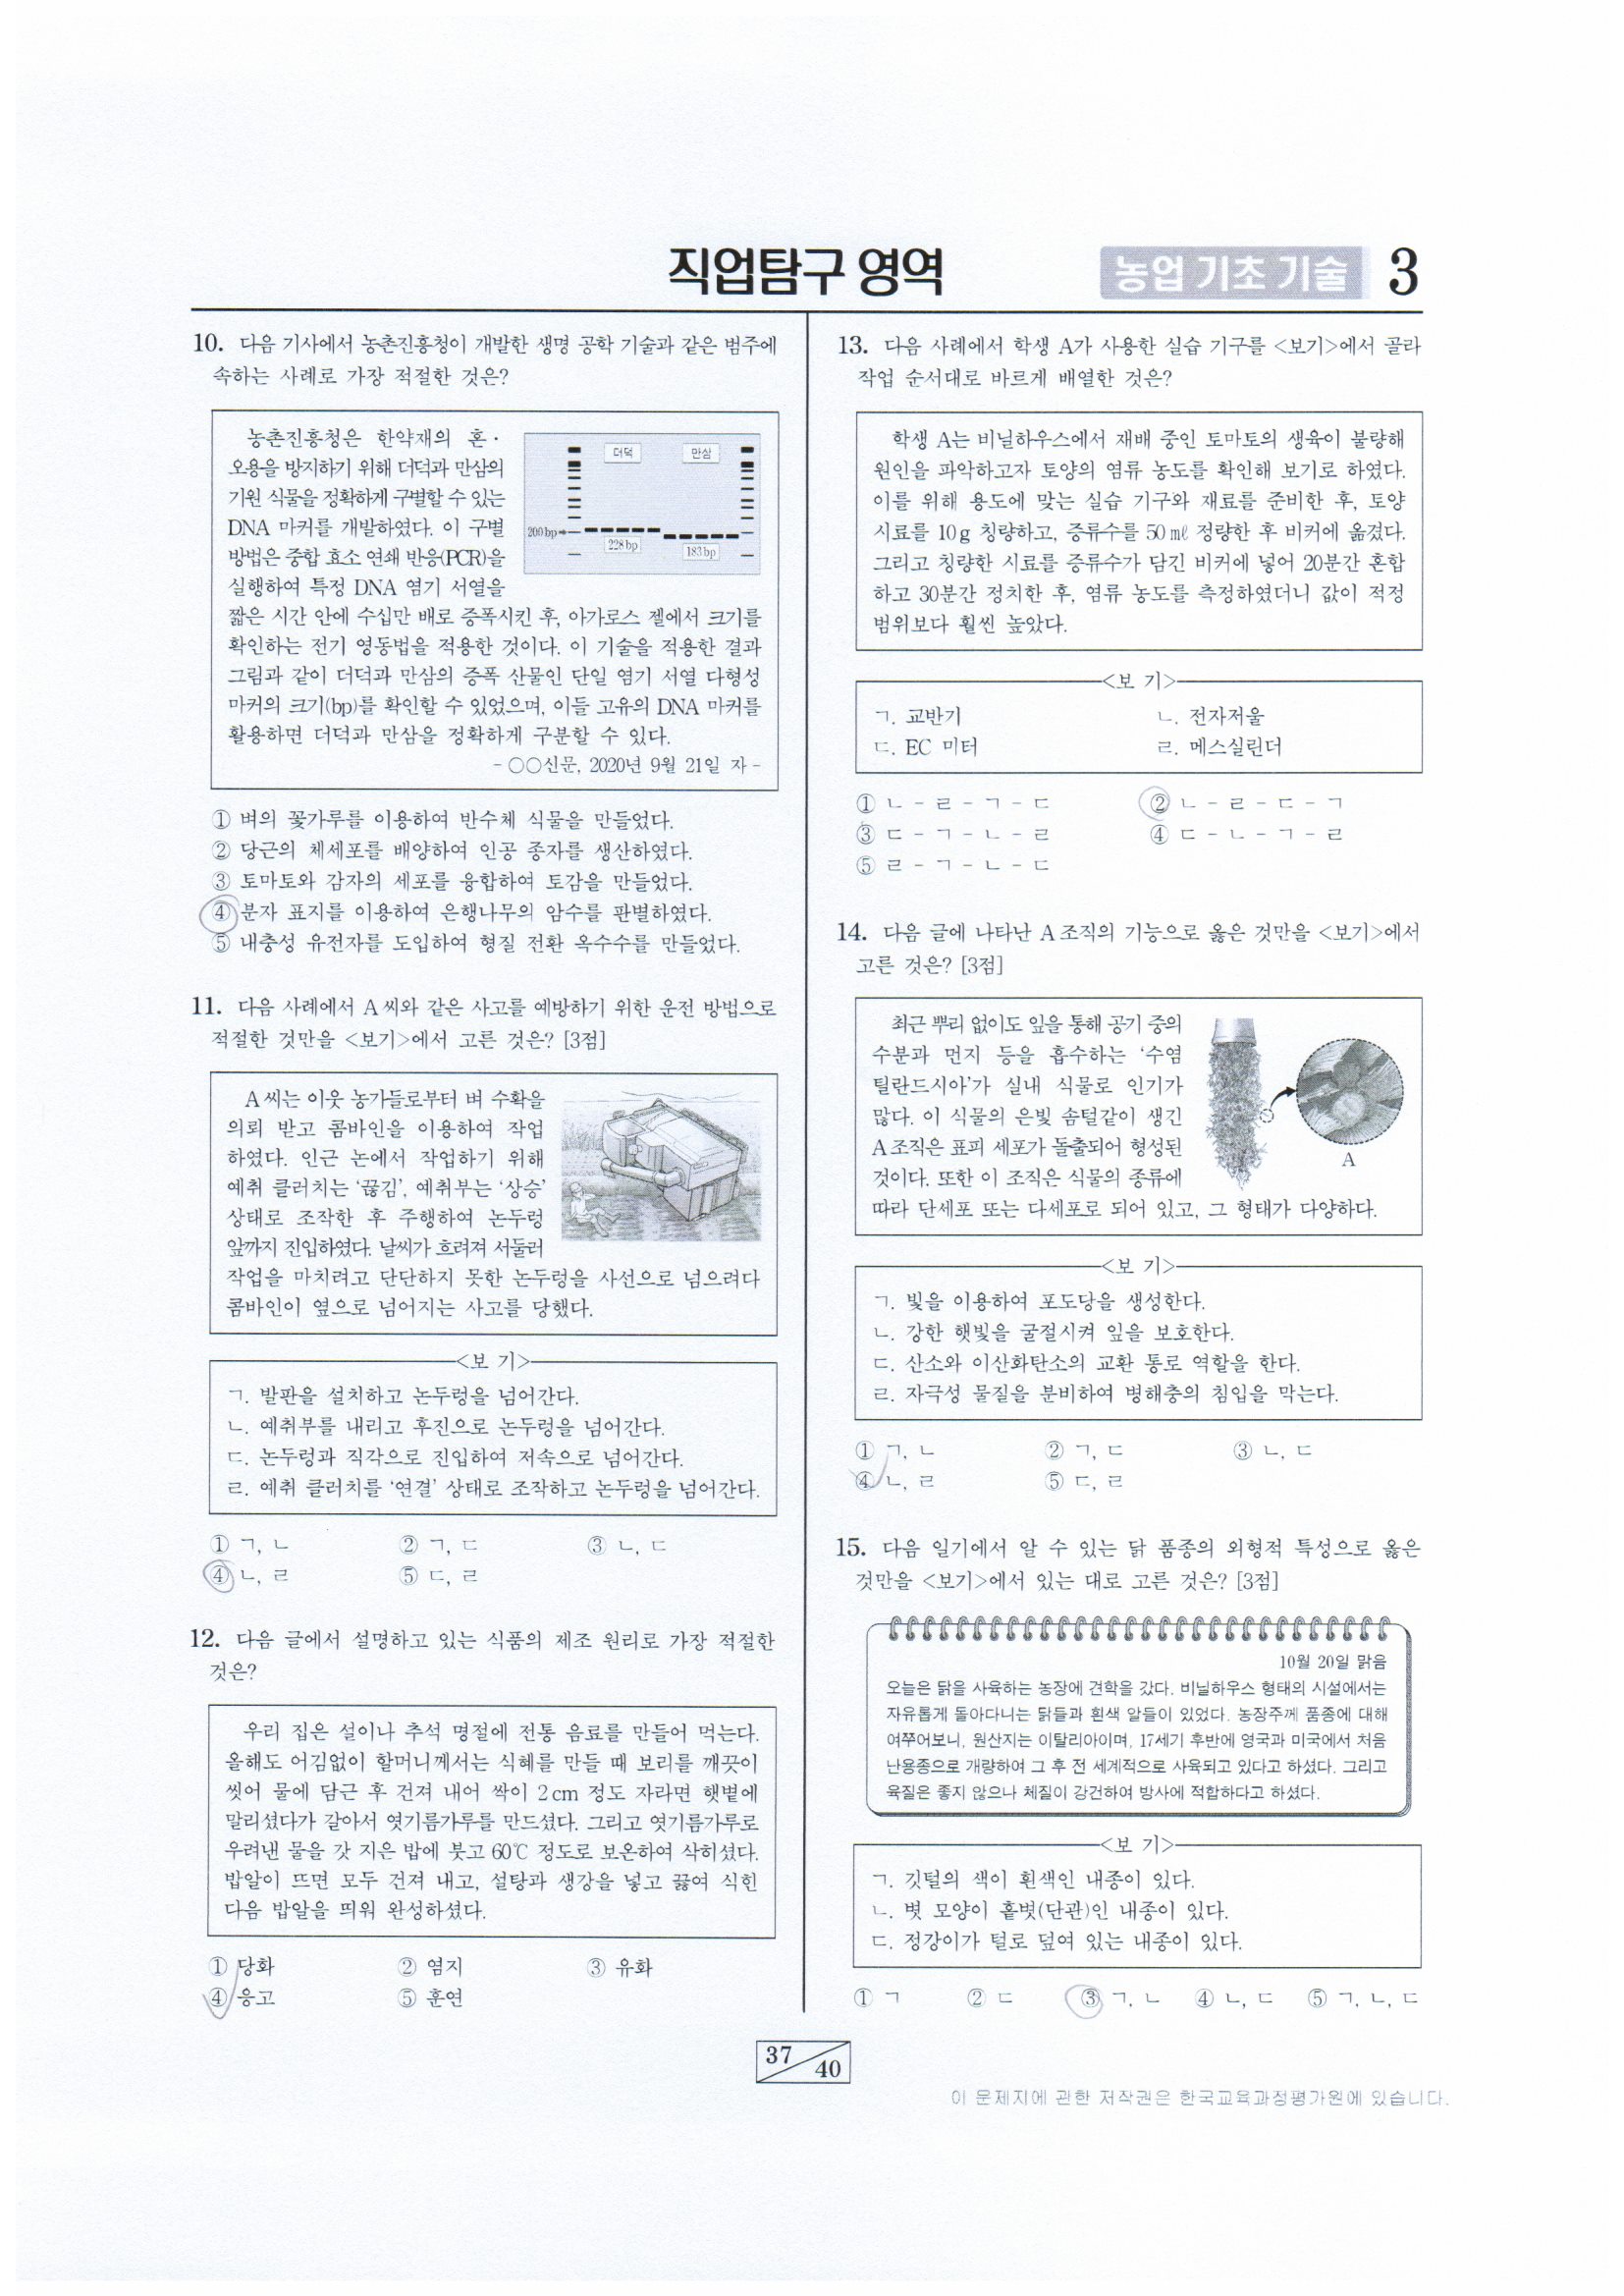 직업탐구 영역
농업 기초 기술
3
10. 다음 기사에서 농촌진흥청이 개발한 생명 공학 기술과 같은 범주에
속하는 사례로 가장 적절한 것은?
농촌진흥청은 한약재의 혼·
오용을 방지하기 위해 더덕과 만삼의
기원 식물을 정확하게 구별할 수 있는
DNA 마커를 개발하였다. 이 구별
방법은 중합 효소 연쇄 반응(PCR)을
실행하여 특정 DNA 염기 서열을
짧은 시간 안에 수십만 배로 증폭시킨 후, 아가로스 젤에서 크기를
확인하는 전기 영동법을 적용한 것이다. 이 기술을 적용한 결과
그림과 같이 더덕과 만삼의 증폭 산물인 단일 염기 서열 다형성
마커의 크기(bp)를 확인할 수 있었으며, 이들 고유의 DNA 마커를
활용하면 더덕과 만삼을 정확하게 구분할 수 있다.
- ○○신문, 2020년 9월 21일 자 -
더덕 만삼
200bp
228bp
183bp
① 벼의 꽃가루를 이용하여 반수체 식물을 만들었다.
② 당근의 체세포를 배양하여 인공 종자를 생산하였다.
③ 토마토와 감자의 세포를 융합하여 토감을 만들었다.
④ 분자 표지를 이용하여 은행나무의 암수를 판별하였다.
⑤ 내충성 유전자를 도입하여 형질 전환 옥수수를 만들었다.
11. 다음 사례에서 A 씨와 같은 사고를 예방하기 위한 운전 방법으로
적절한 것만을 <보기>에서 고른 것은? [3점]
A 씨는 이웃 농가들로부터 벼 수확을
의뢰 받고 콤바인을 이용하여 작업
하였다. 인근 논에서 작업하기 위해
예취 클러치는 '끊김', 예취부는 '상승'
상태로 조작한 후 주행하여 논두렁
앞까지 진입하였다. 날씨가 흐려져 서둘러
작업을 마치려고 단단하지 못한 논두렁을 사선으로 넘으려다
콤바인이 옆으로 넘어지는 사고를 당했다.
<보 기>
ㄱ. 발판을 설치하고 논두렁을 넘어간다.
ㄴ. 예취부를 내리고 후진으로 논두렁을 넘어간다.
ㄷ. 논두렁과 직각으로 진입하여 저속으로 넘어간다.
ㄹ. 예취 클러치를 '연결' 상태로 조작하고 논두렁을 넘어간다.
① ㄱ, ㄴ ② ㄱ, ㄷ ③ ㄴ, ㄷ
④ ㄴ, ㄹ ⑤ ㄷ, ㄹ
12. 다음 글에서 설명하고 있는 식품의 제조 원리로 가장 적절한
것은?
우리 집은 설이나 추석 명절에 전통 음료를 만들어 먹는다.
올해도 어김없이 할머니께서는 식혜를 만들 때 보리를 깨끗이
씻어 물에 담근 후 건져 내어 싹이 2 cm 정도 자라면 햇볕에
말리셨다가 갈아서 엿기름가루를 만드셨다. 그리고 엿기름가루로
우려낸 물을 갓 지은 밥에 붓고 60℃ 정도로 보온하여 삭히셨다.
밥알이 뜨면 모두 건져 내고, 설탕과 생강을 넣고 끓여 식힌
다음 밥알을 띄워 완성하셨다.
① 당화 ② 염지 ③ 유화
④ 응고 ⑤ 훈연
13. 다음 사례에서 학생 A가 사용한 실습 기구를 <보기>에서 골라
작업 순서대로 바르게 배열한 것은?
학생 A는 비닐하우스에서 재배 중인 토마토의 생육이 불량해
원인을 파악하고자 토양의 염류 농도를 확인해 보기로 하였다.
이를 위해 용도에 맞는 실습 기구와 재료를 준비한 후, 토양
시료를 10 g 칭량하고, 증류수를 50 mℓ 정량한 후 비커에 옮겼다.
그리고 칭량한 시료를 증류수가 담긴 비커에 넣어 20분간 혼합
하고 30분간 정치한 후, 염류 농도를 측정하였더니 값이 적정
범위보다 훨씬 높았다.
<보 기>
ㄱ. 교반기 ㄴ. 전자저울
ㄷ. EC 미터 ㄹ. 메스실린더
① ㄴ - ㄹ - ㄱ - ㄷ ② ㄴ - ㄹ - ㄷ - ㄱ
③ ㄷ - ㄱ - ㄴ - ㄹ ④ ㄷ - ㄴ - ㄱ - ㄹ
⑤ ㄹ - ㄱ - ㄴ - ㄷ
14. 다음 글에 나타난 A 조직의 기능으로 옳은 것만을 <보기>에서
고른 것은? [3점]
최근 뿌리 없이도 잎을 통해 공기 중의
수분과 먼지 등을 흡수하는 '수염
틸란드시아'가 실내 식물로 인기가
많다. 이 식물의 은빛 솜털같이 생긴
A 조직은 표피 세포가 돌출되어 형성된
것이다. 또한 이 조직은 식물의 종류에
따라 단세포 또는 다세포로 되어 있고, 그 형태가 다양하다.
A
<보 기>
ㄱ. 빛을 이용하여 포도당을 생성한다.
ㄴ. 강한 햇빛을 굴절시켜 잎을 보호한다.
ㄷ. 산소와 이산화탄소의 교환 통로 역할을 한다.
ㄹ. 자극성 물질을 분비하여 병해충의 침입을 막는다.
① ㄱ, ㄴ ② ㄱ, ㄷ ③ ㄴ, ㄷ
④ ㄴ, ㄹ ⑤ ㄷ, ㄹ
15. 다음 일기에서 알 수 있는 닭 품종의 외형적 특성으로 옳은
것만을 <보기>에서 있는 대로 고른 것은? [3점]
10월 20일 맑음
오늘은 닭을 사육하는 농장에 견학을 갔다. 비닐하우스 형태의 시설에서는
자유롭게 돌아다니는 닭들과 흰색 알들이 있었다. 농장주께 품종에 대해
여쭈어보니, 원산지는 이탈리아이며, 17세기 후반에 영국과 미국에서 처음
난용종으로 개량하여 그 후 전 세계적으로 사육되고 있다고 하셨다. 그리고
육질은 좋지 않으나 체질이 강건하여 방사에 적합하다고 하셨다.
<보 기>
ㄱ. 깃털의 색이 흰색인 내종이 있다.
ㄴ. 볏 모양이 홑볏(단관)인 내종이 있다.
ㄷ. 정강이가 털로 덮여 있는 내종이 있다.
① ㄱ ② ㄷ ③ ㄱ, ㄴ ④ ㄴ, ㄷ ⑤ ㄱ, ㄴ, ㄷ
37
40
이 문제지에 관한 저작권은 한국교육과정평가원에 있습니다.